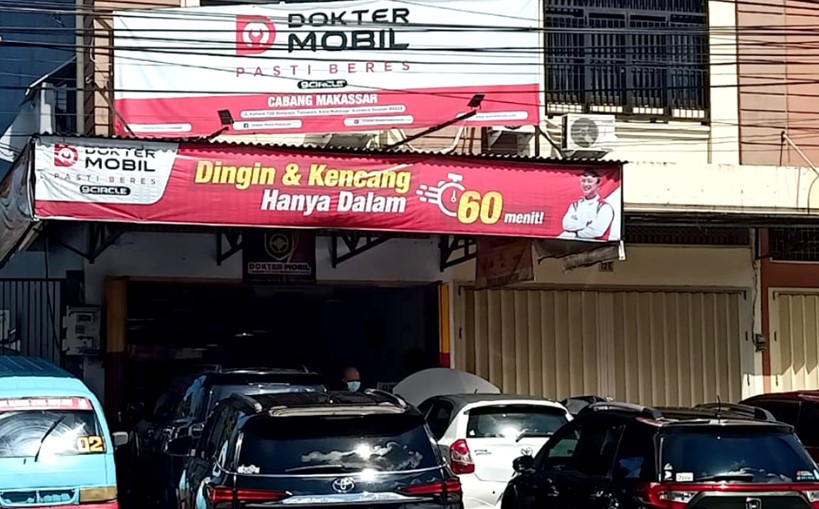 DOKTER
MOBIL
PASTI BERES
9CIRCLE
CABANG MAKASSAR
DOKTER
MOBIL
PASTI BERES
9CIRCLE
Dingin & Kencang
Hanya Dalam
60 menit!
DOKTER MOBIL
02